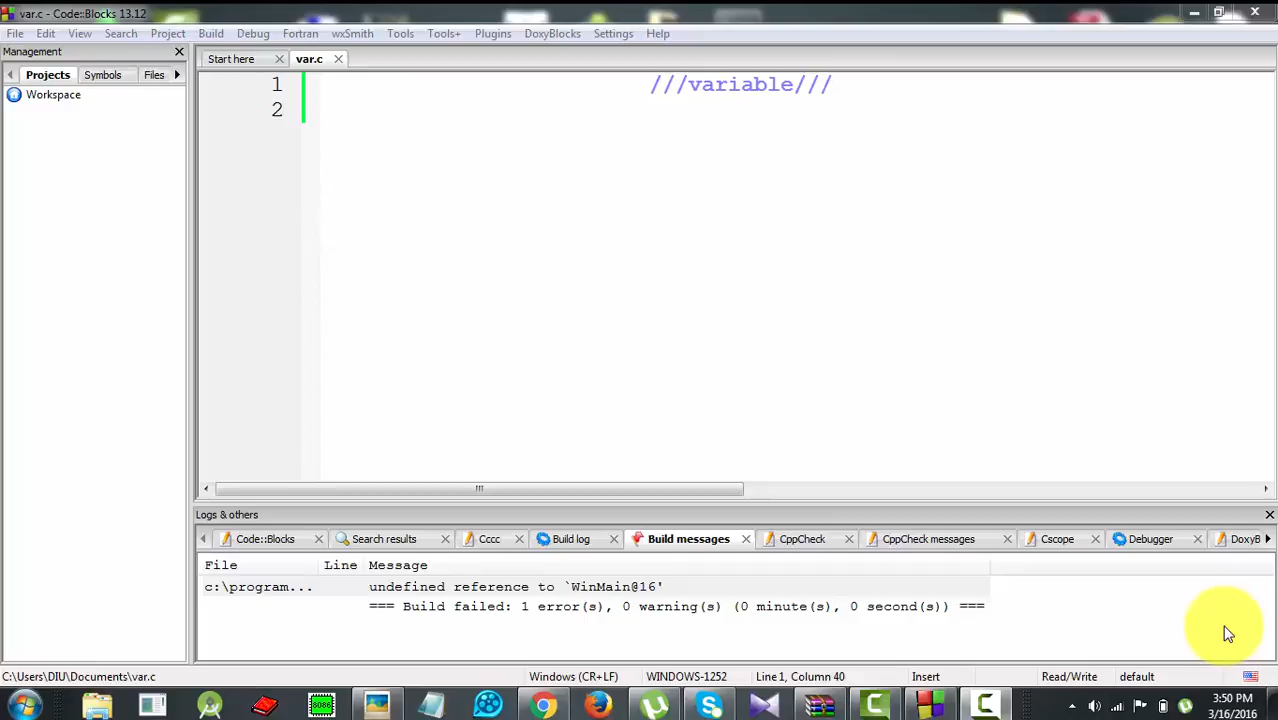 var.c - Code::Blocks 13.12
File Edit View Search Project Build Debug Fortran wxSmith Tools Tools+ Plugins DoxyBlocks Settings Help
Management
Start here var.c
Projects Symbols Files
Workspace
1 ///variable///
2
Logs & others
Code::Blocks Search results Cccc Build log Build messages CppCheck CppCheck messages Cscope Debugger DoxyB
File Line Message
c:\program... undefined reference to `WinMain@16'
=== Build failed: 1 error(s), 0 warning(s) (0 minute(s), 0 second(s)) ===
C:\Users\DIU\Documents\var.c Windows (CR+LF) WINDOWS-1252 Line 1, Column 40 Insert Read/Write default
8086
3:50 PM
3/16/2016